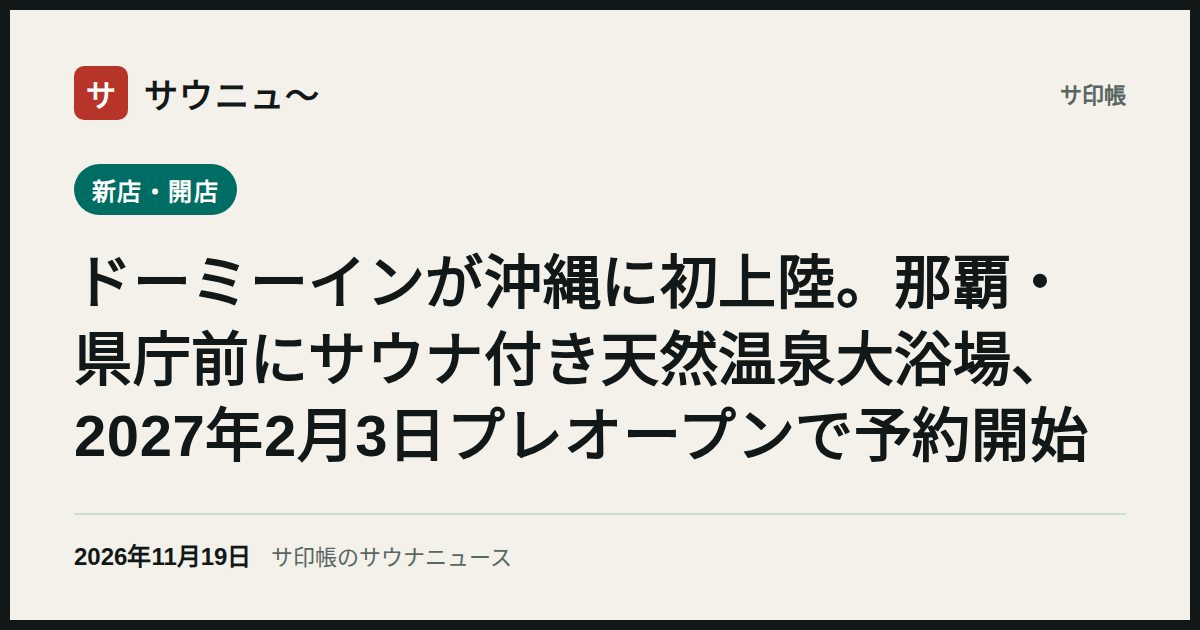 サ サウニュ〜
サ印帳
新店・開店
ドーミーインが沖縄に初上陸。那覇・
県庁前にサウナ付き天然温泉大浴場、
2027年2月3日プレオープンで予約開始
2026年11月19日 サ印帳のサウナニュース